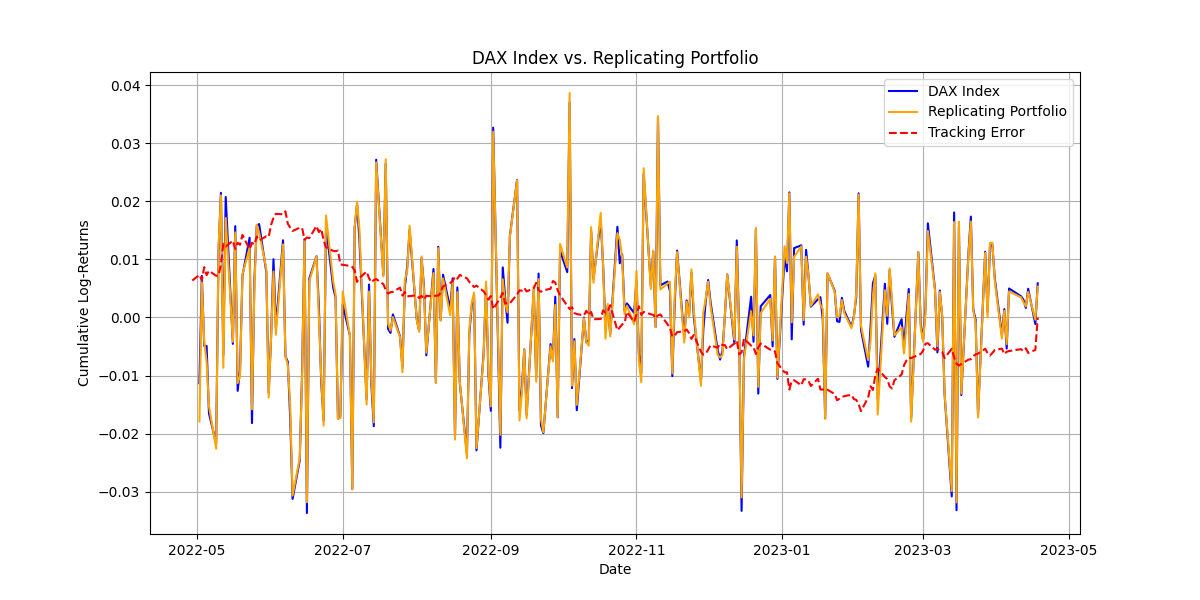 DAX Index vs. Replicating Portfolio
DAX Index
Replicating Portfolio
Tracking Error
Cumulative Log-Returns
0.04
0.03
0.02
0.01
0.00
−0.01
−0.02
−0.03
2022-05
2022-07
2022-09
2022-11
2023-01
2023-03
2023-05
Date